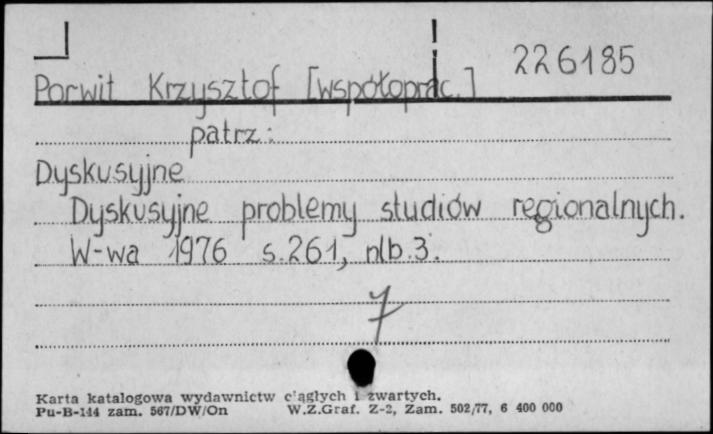 226185
Porwit Krzysztof [współoprac.]
patrz:
Dyskusyjne
Dyskusyjne problemy studiów regionalnych.
W-wa 1976 s.261, nlb.3.
7
Karta katalogowa wydawnictw ciągłych i zwartych.
Pu-B-144 zam. 567/DW/On W.Z.Graf. Z-2, Zam. 502/77, 6 400 000